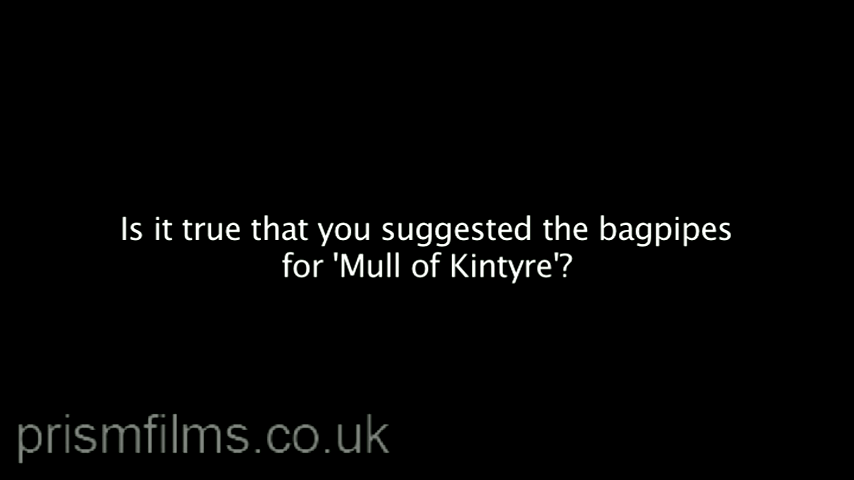 Is it true that you suggested the bagpipes
for 'Mull of Kintyre'?
prismfilms.co.uk